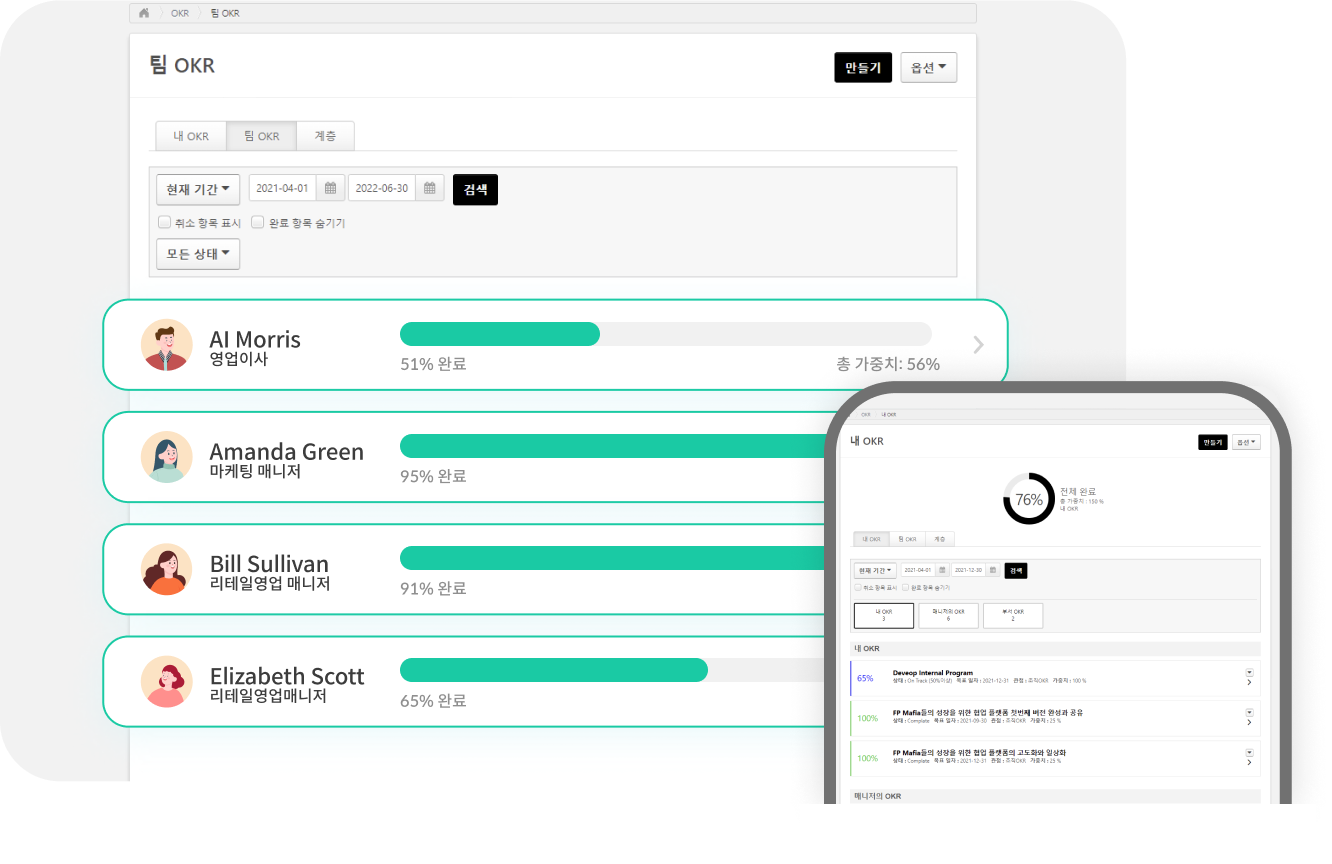 OKR 팀 OKR
팀 OKR
만들기 옵션
내 OKR 팀 OKR 계층
현재 기간 2021-04-01 2022-06-30 검색
취소 항목 표시 완료 항목 숨기기
모든 상태
AI Morris
영업이사
51% 완료 총 가중치: 56%
Amanda Green
마케팅 매니저
95% 완료
Bill Sullivan
리테일영업 매니저
91% 완료
Elizabeth Scott
리테일영업매니저
65% 완료
OKR 내 OKR
내 OKR
만들기 옵션
76%
전체 완료
총 가중치 : 150 %
내 OKR
내 OKR 팀 OKR 계층
현재 기간 2021-04-01 2021-12-30 검색
취소 항목 표시 완료 항목 숨기기
내 OKR
3
매니저의 OKR
6
부서 OKR
2
내 OKR
65%
Deveop Internal Program
상태 : On Track (50%이상) 목표 일자 : 2021-12-31 관점 : 조직OKR 가중치 : 100 %
100%
FP Mafia들의 성장을 위한 협업 플랫폼 첫번째 버전 완성과 공유
상태 : Complete 목표 일자 : 2021-09-30 관점 : 조직OKR 가중치 : 25 %
100%
FP Mafia들의 성장을 위한 협업 플랫폼의 고도화와 일상화
상태 : Complete 목표 일자 : 2021-12-31 관점 : 조직OKR 가중치 : 25 %
매니저의 OKR